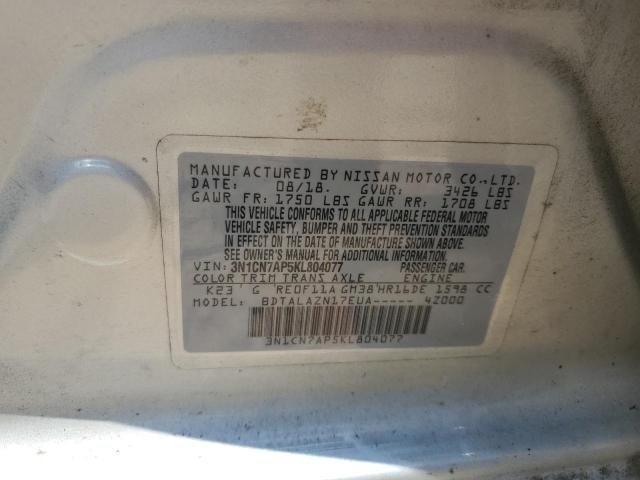 MANUFACTURED BY NISSAN MOTOR CO.,LTD.
DATE: 08/18. GVWR: 3426 LBS
GAWR FR: 1750 LBS GAWR RR: 1708 LBS
THIS VEHICLE CONFORMS TO ALL APPLICABLE FEDERAL MOTOR
VEHICLE SAFETY, BUMPER AND THEFT PREVENTION STANDARDS
IN EFFECT ON THE DATE OF MANUFACTURE SHOWN ABOVE.
SEE OWNER'S MANUAL FOR ADDITIONAL INFORMATION.
VIN: 3N1CN7AP5KL804077 PASSENGER CAR.
COLOR TRIM TRANS AXLE ENGINE
K23 G RE0F11A GM38 HR16DE 1598 CC
MODEL: BDTALAZN17EUA----- 4Z000
3N1CN7AP5KL804077